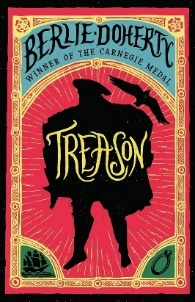 BERLIE·DOHERTY
WINNER OF THE CARNEGIE MEDAL
TREASON